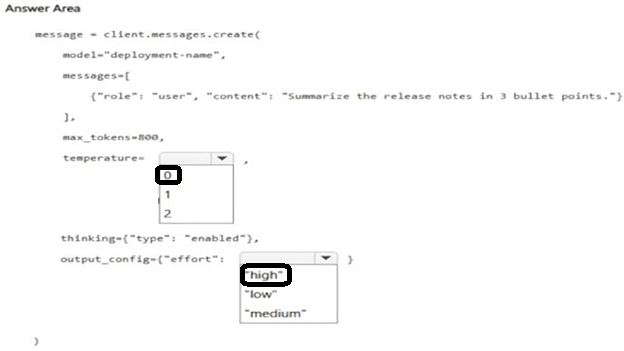 Answer Area
message = client.messages.create(
model="deployment-name",
messages=[
{"role": "user", "content": "Summarize the release notes in 3 bullet points."}
],
max_tokens=800,
temperature= ,
0
1
2
thinking={"type": "enabled"},
output_config={"effort": }
"high"
"low"
"medium"
)